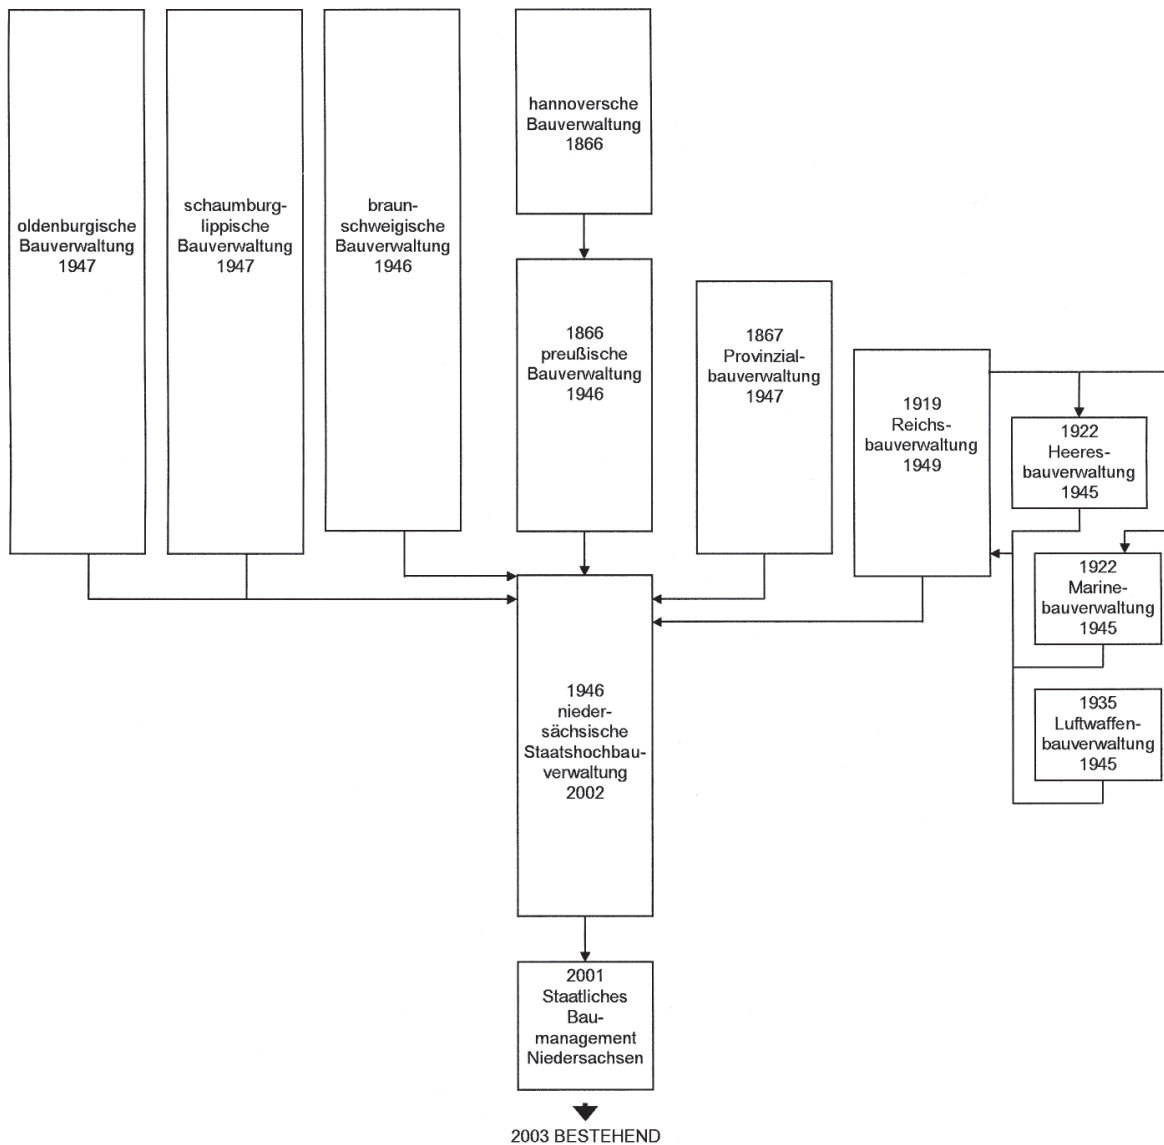 oldenburgische
Bauverwaltung
1947
schaumburg-
lippische
Bauverwaltung
1947
braun-
schweigische
Bauverwaltung
1946
hannoversche
Bauverwaltung
1866
1866
preußische
Bauverwaltung
1946
1867
Provinzial-
bauverwaltung
1947
1919
Reichs-
bauverwaltung
1949
1922
Heeres-
bauverwaltung
1945
1922
Marine-
bauverwaltung
1945
1935
Luftwaffen-
bauverwaltung
1945
1946
nieder-
sächsische
Staatshochbau-
verwaltung
2002
2001
Staatliches
Bau-
management
Niedersachsen
2003 BESTEHEND